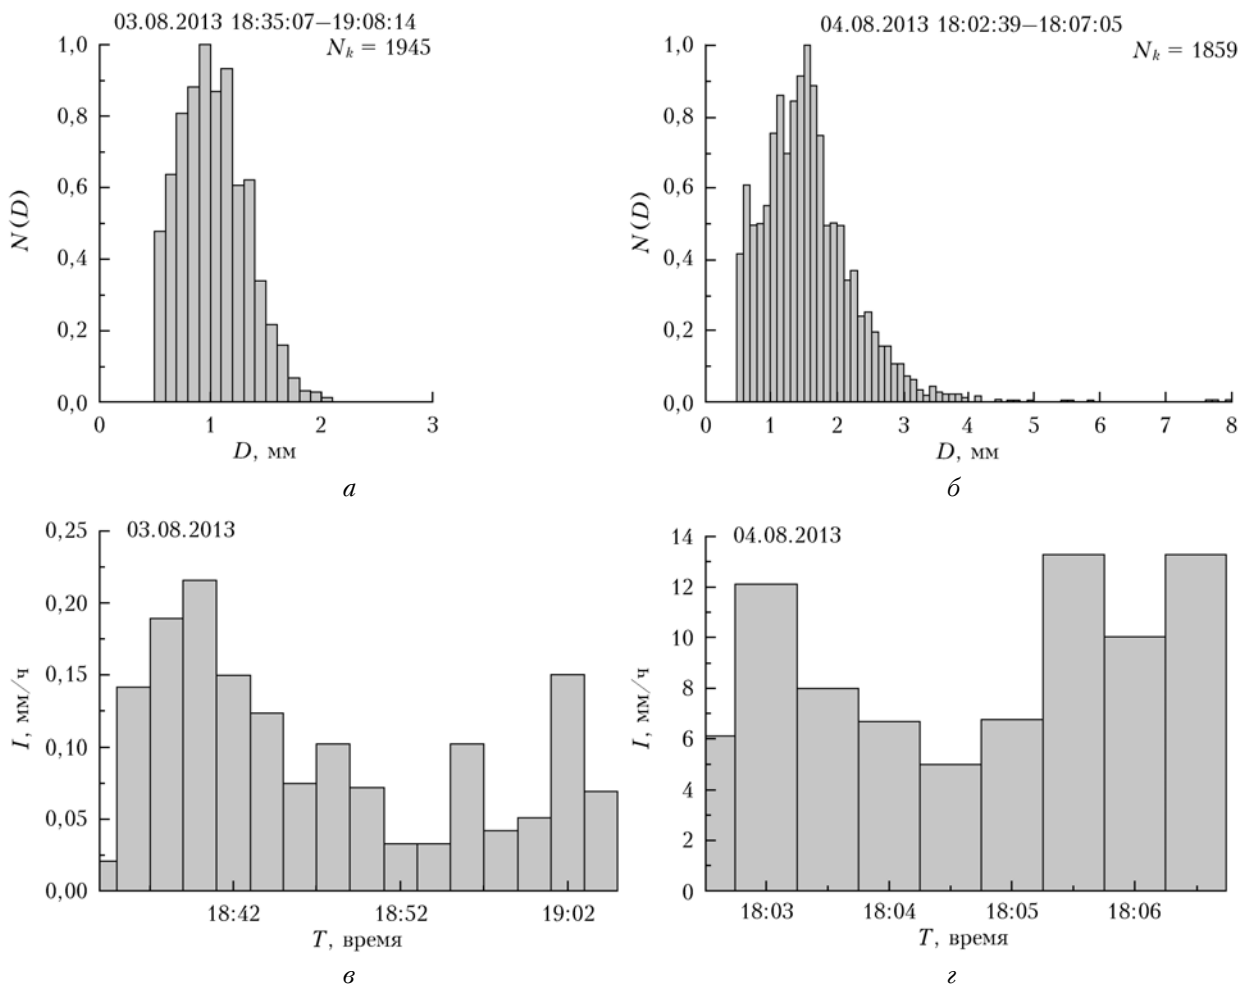 03.08.2013 18:35:07–19:08:14
N_k = 1945
1,0
0,8
0,6
0,4
0,2
0,0
N(D)
0 1 2 3
D, мм
а
04.08.2013 18:02:39–18:07:05
N_k = 1859
1,0
0,8
0,6
0,4
0,2
0,0
N(D)
0 1 2 3 4 5 6 7 8
D, мм
б
03.08.2013
0,25
0,20
0,15
0,10
0,05
0,00
I, мм/ч
18:42 18:52 19:02
T, время
в
04.08.2013
14
12
10
8
6
4
2
0
I, мм/ч
18:03 18:04 18:05 18:06
T, время
г